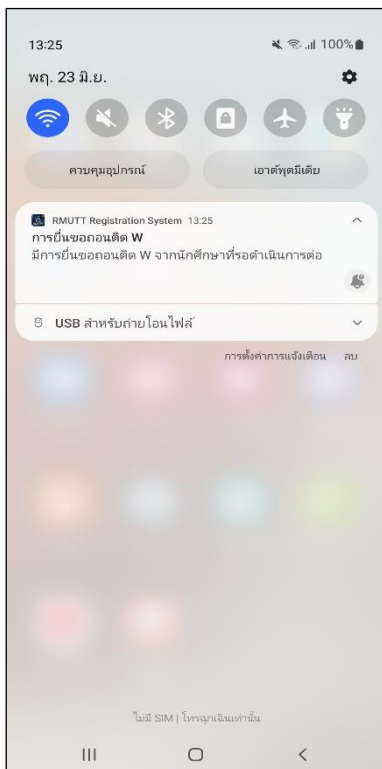 13:25 100%
พฤ. 23 มิ.ย.
ควบคุมอุปกรณ์ เอาต์พุตมีเดีย
RMUTT Registration System 13:25
การยื่นขอถอนติด W
มีการยื่นขอถอนติด W จากนักศึกษาที่รอดำเนินการต่อ
USB สำหรับถ่ายโอนไฟล์
การตั้งค่าการแจ้งเตือน ลบ
ไม่มี SIM | โทรฉุกเฉินเท่านั้น